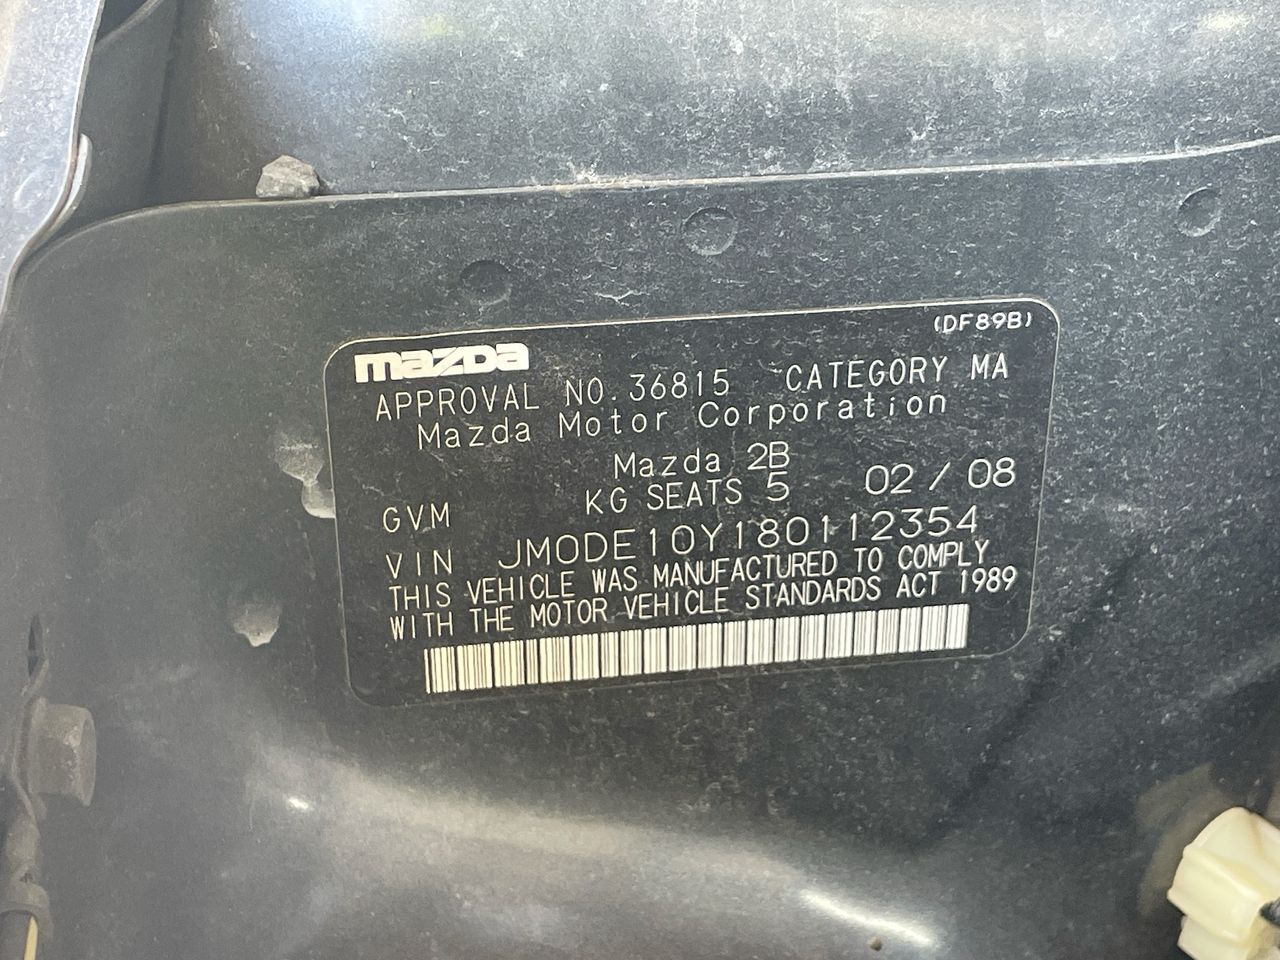 (DF89B)
mazda
APPROVAL NO. 36815 CATEGORY MA
Mazda Motor Corporation
Mazda 2B
GVM KG SEATS 5 02 / 08
VIN JM0DE10Y180112354
THIS VEHICLE WAS MANUFACTURED TO COMPLY
WITH THE MOTOR VEHICLE STANDARDS ACT 1989